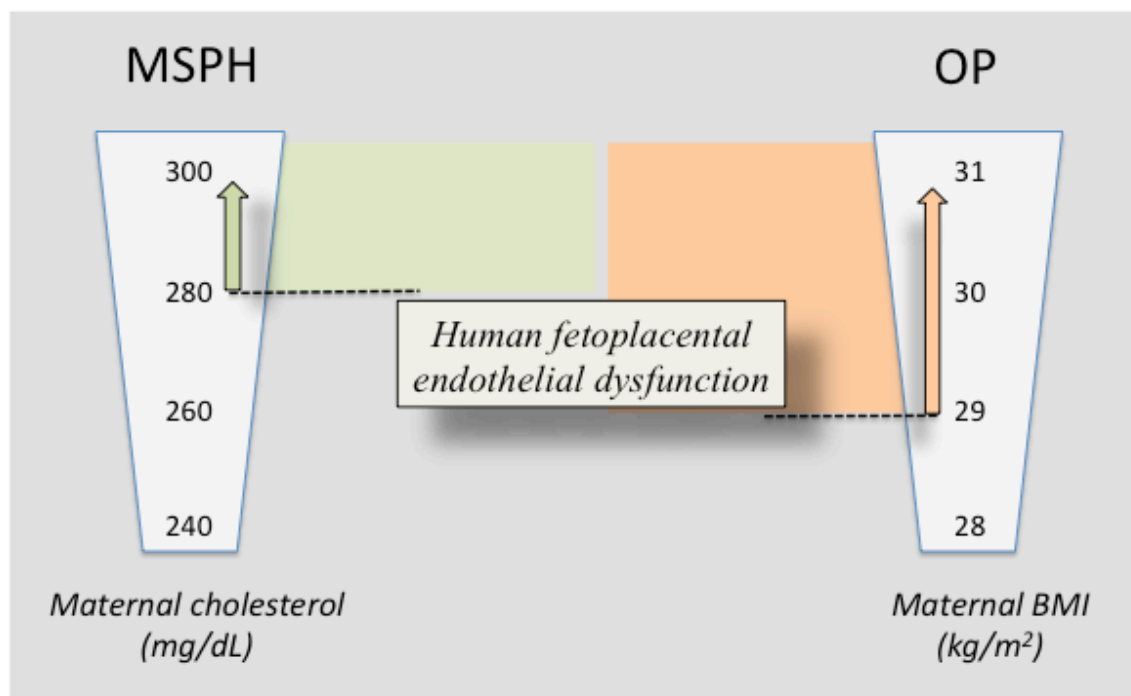 MSPH
OP
300
280
260
240
31
30
29
28
Human fetoplacental
endothelial dysfunction
Maternal cholesterol
(mg/dL)
Maternal BMI
(kg/m²)